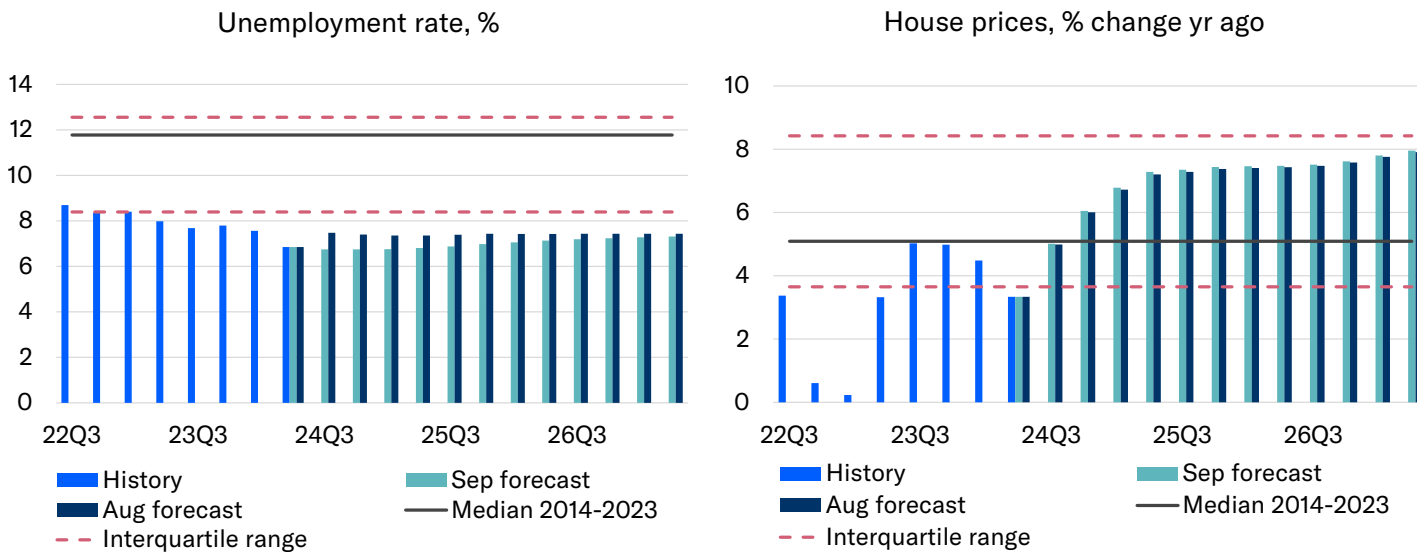 Unemployment rate, %
14
12
10
8
6
4
2
0
22Q3 23Q3 24Q3 25Q3 26Q3
History Sep forecast
Aug forecast Median 2014-2023
Interquartile range
House prices, % change yr ago
10
8
6
4
2
0
22Q3 23Q3 24Q3 25Q3 26Q3
History Sep forecast
Aug forecast Median 2014-2023
Interquartile range